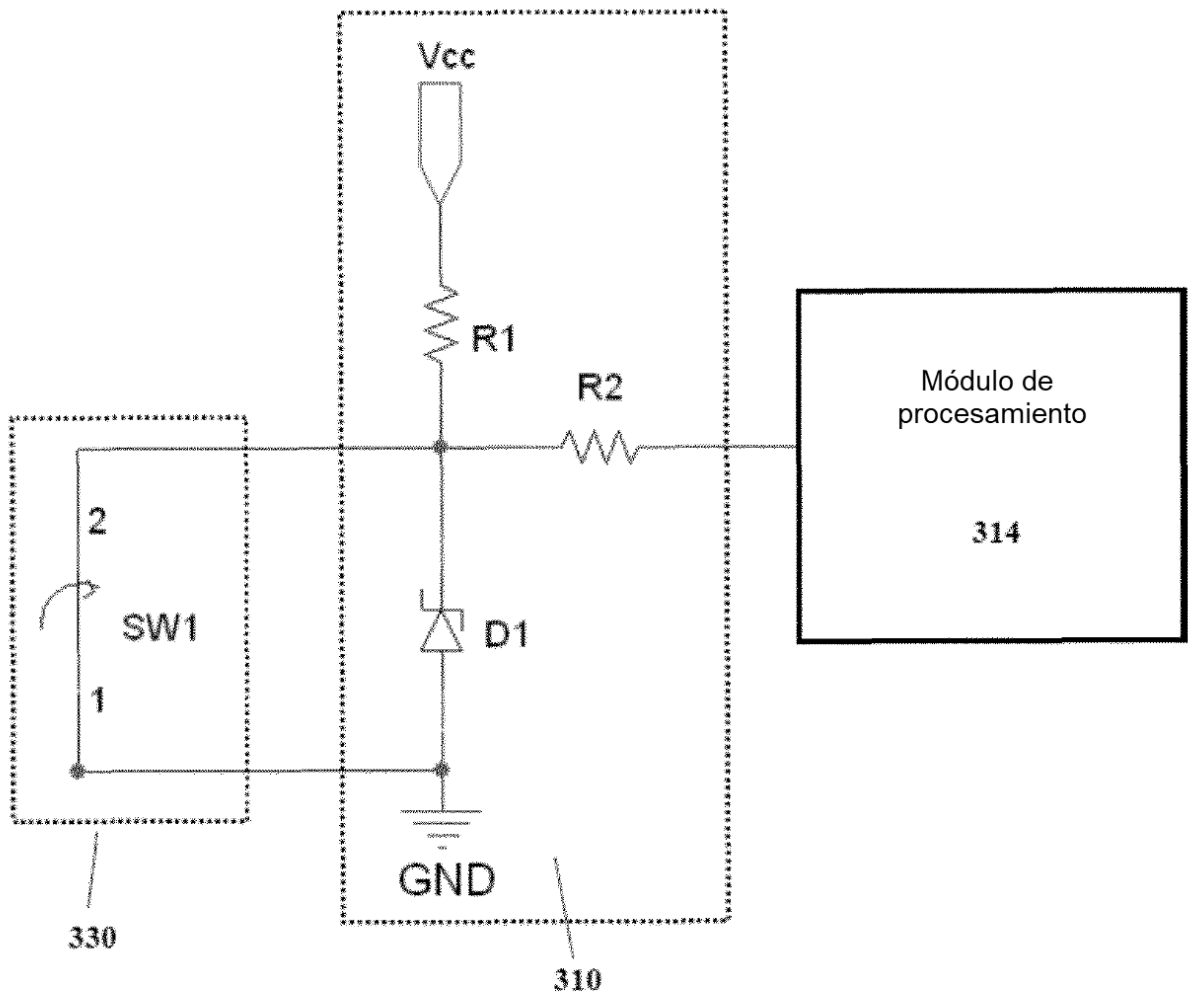 Vcc
R1
R2
Módulo de
procesamiento
314
2
SW1
1
D1
GND
330
310